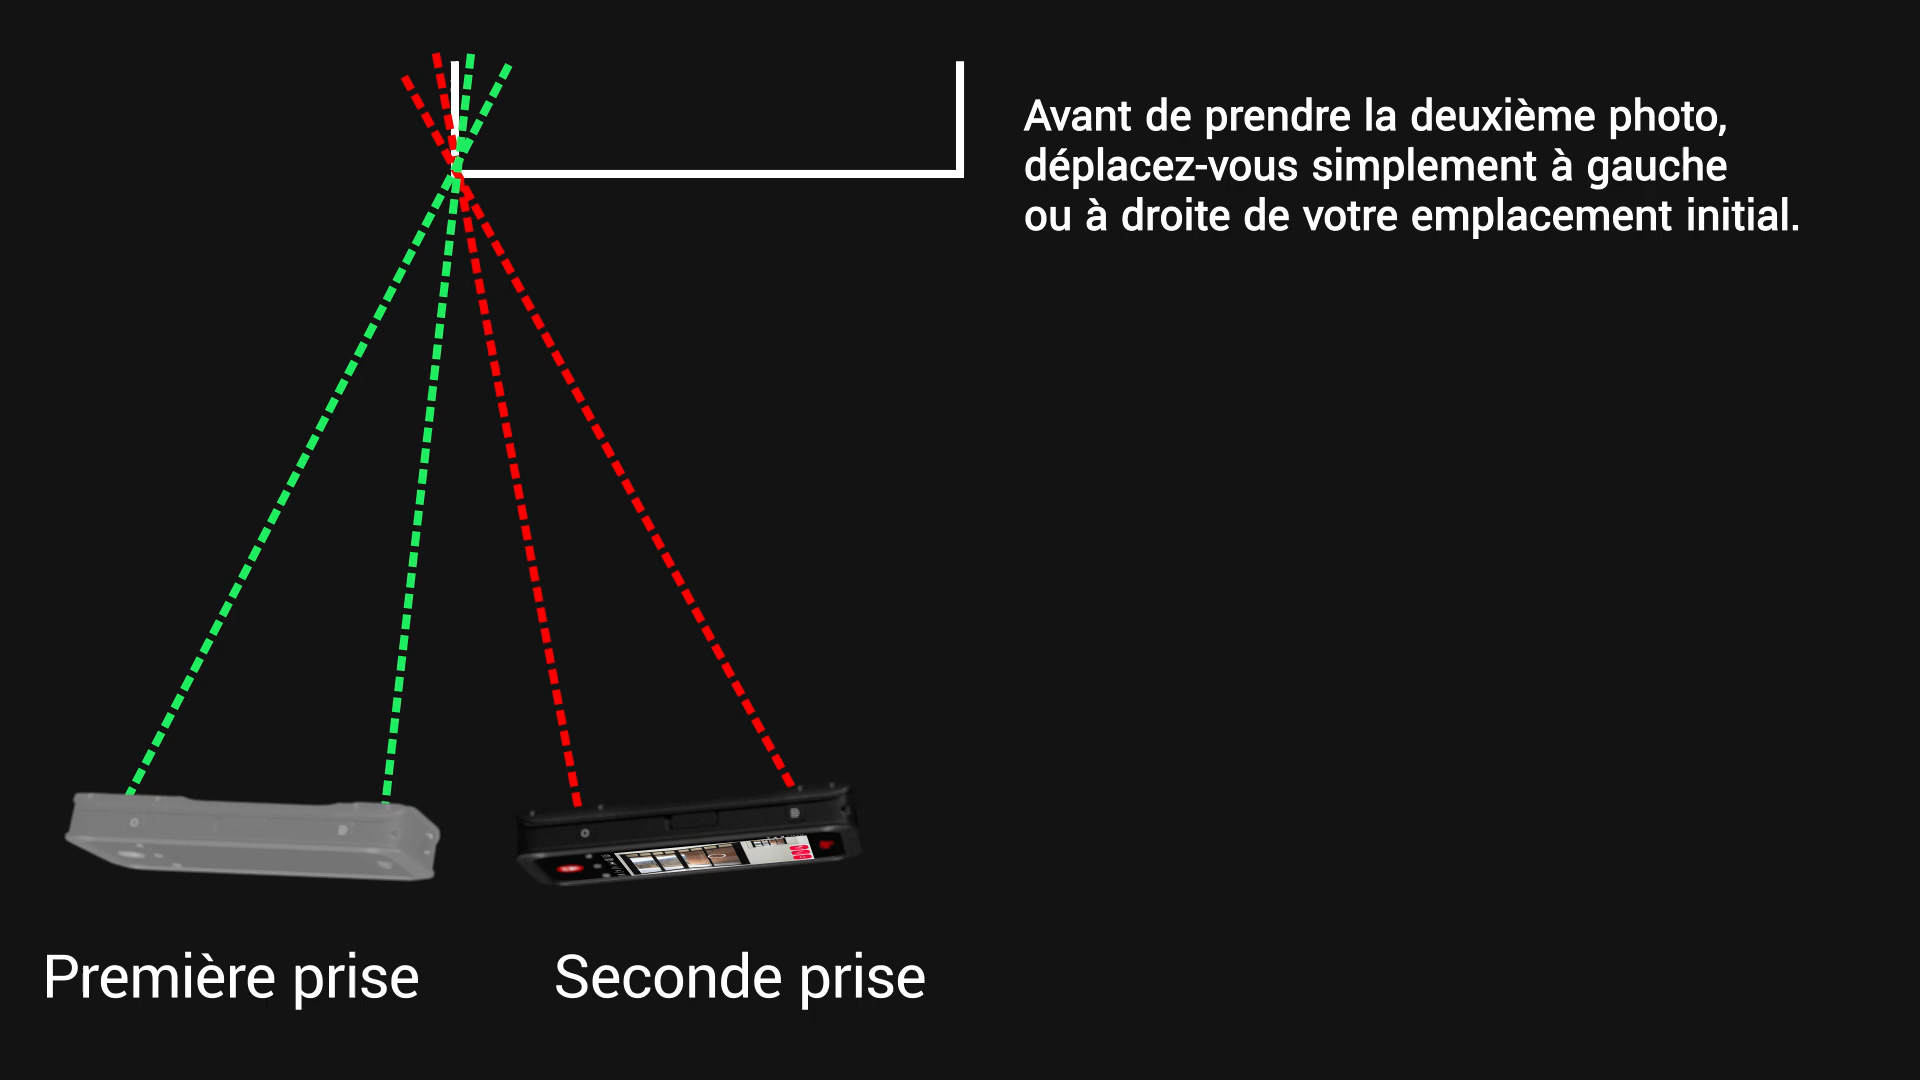 Avant de prendre la deuxième photo,
déplacez-vous simplement à gauche
ou à droite de votre emplacement initial.
Première prise
Seconde prise